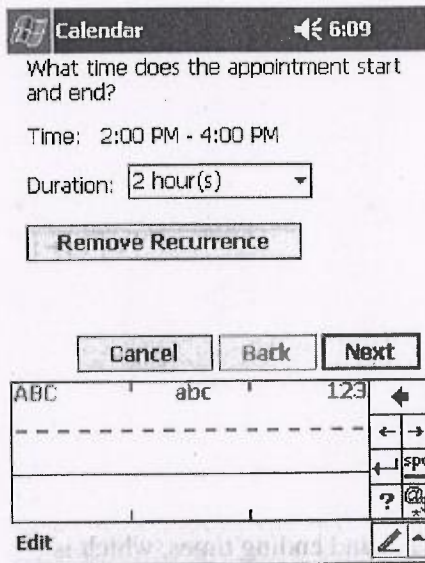 Calendar 6:09
What time does the appointment start
and end?
Time: 2:00 PM - 4:00 PM
Duration: 2 hour(s)
Remove Recurrence
Cancel Back Next
ABC abc 123
? @
Edit